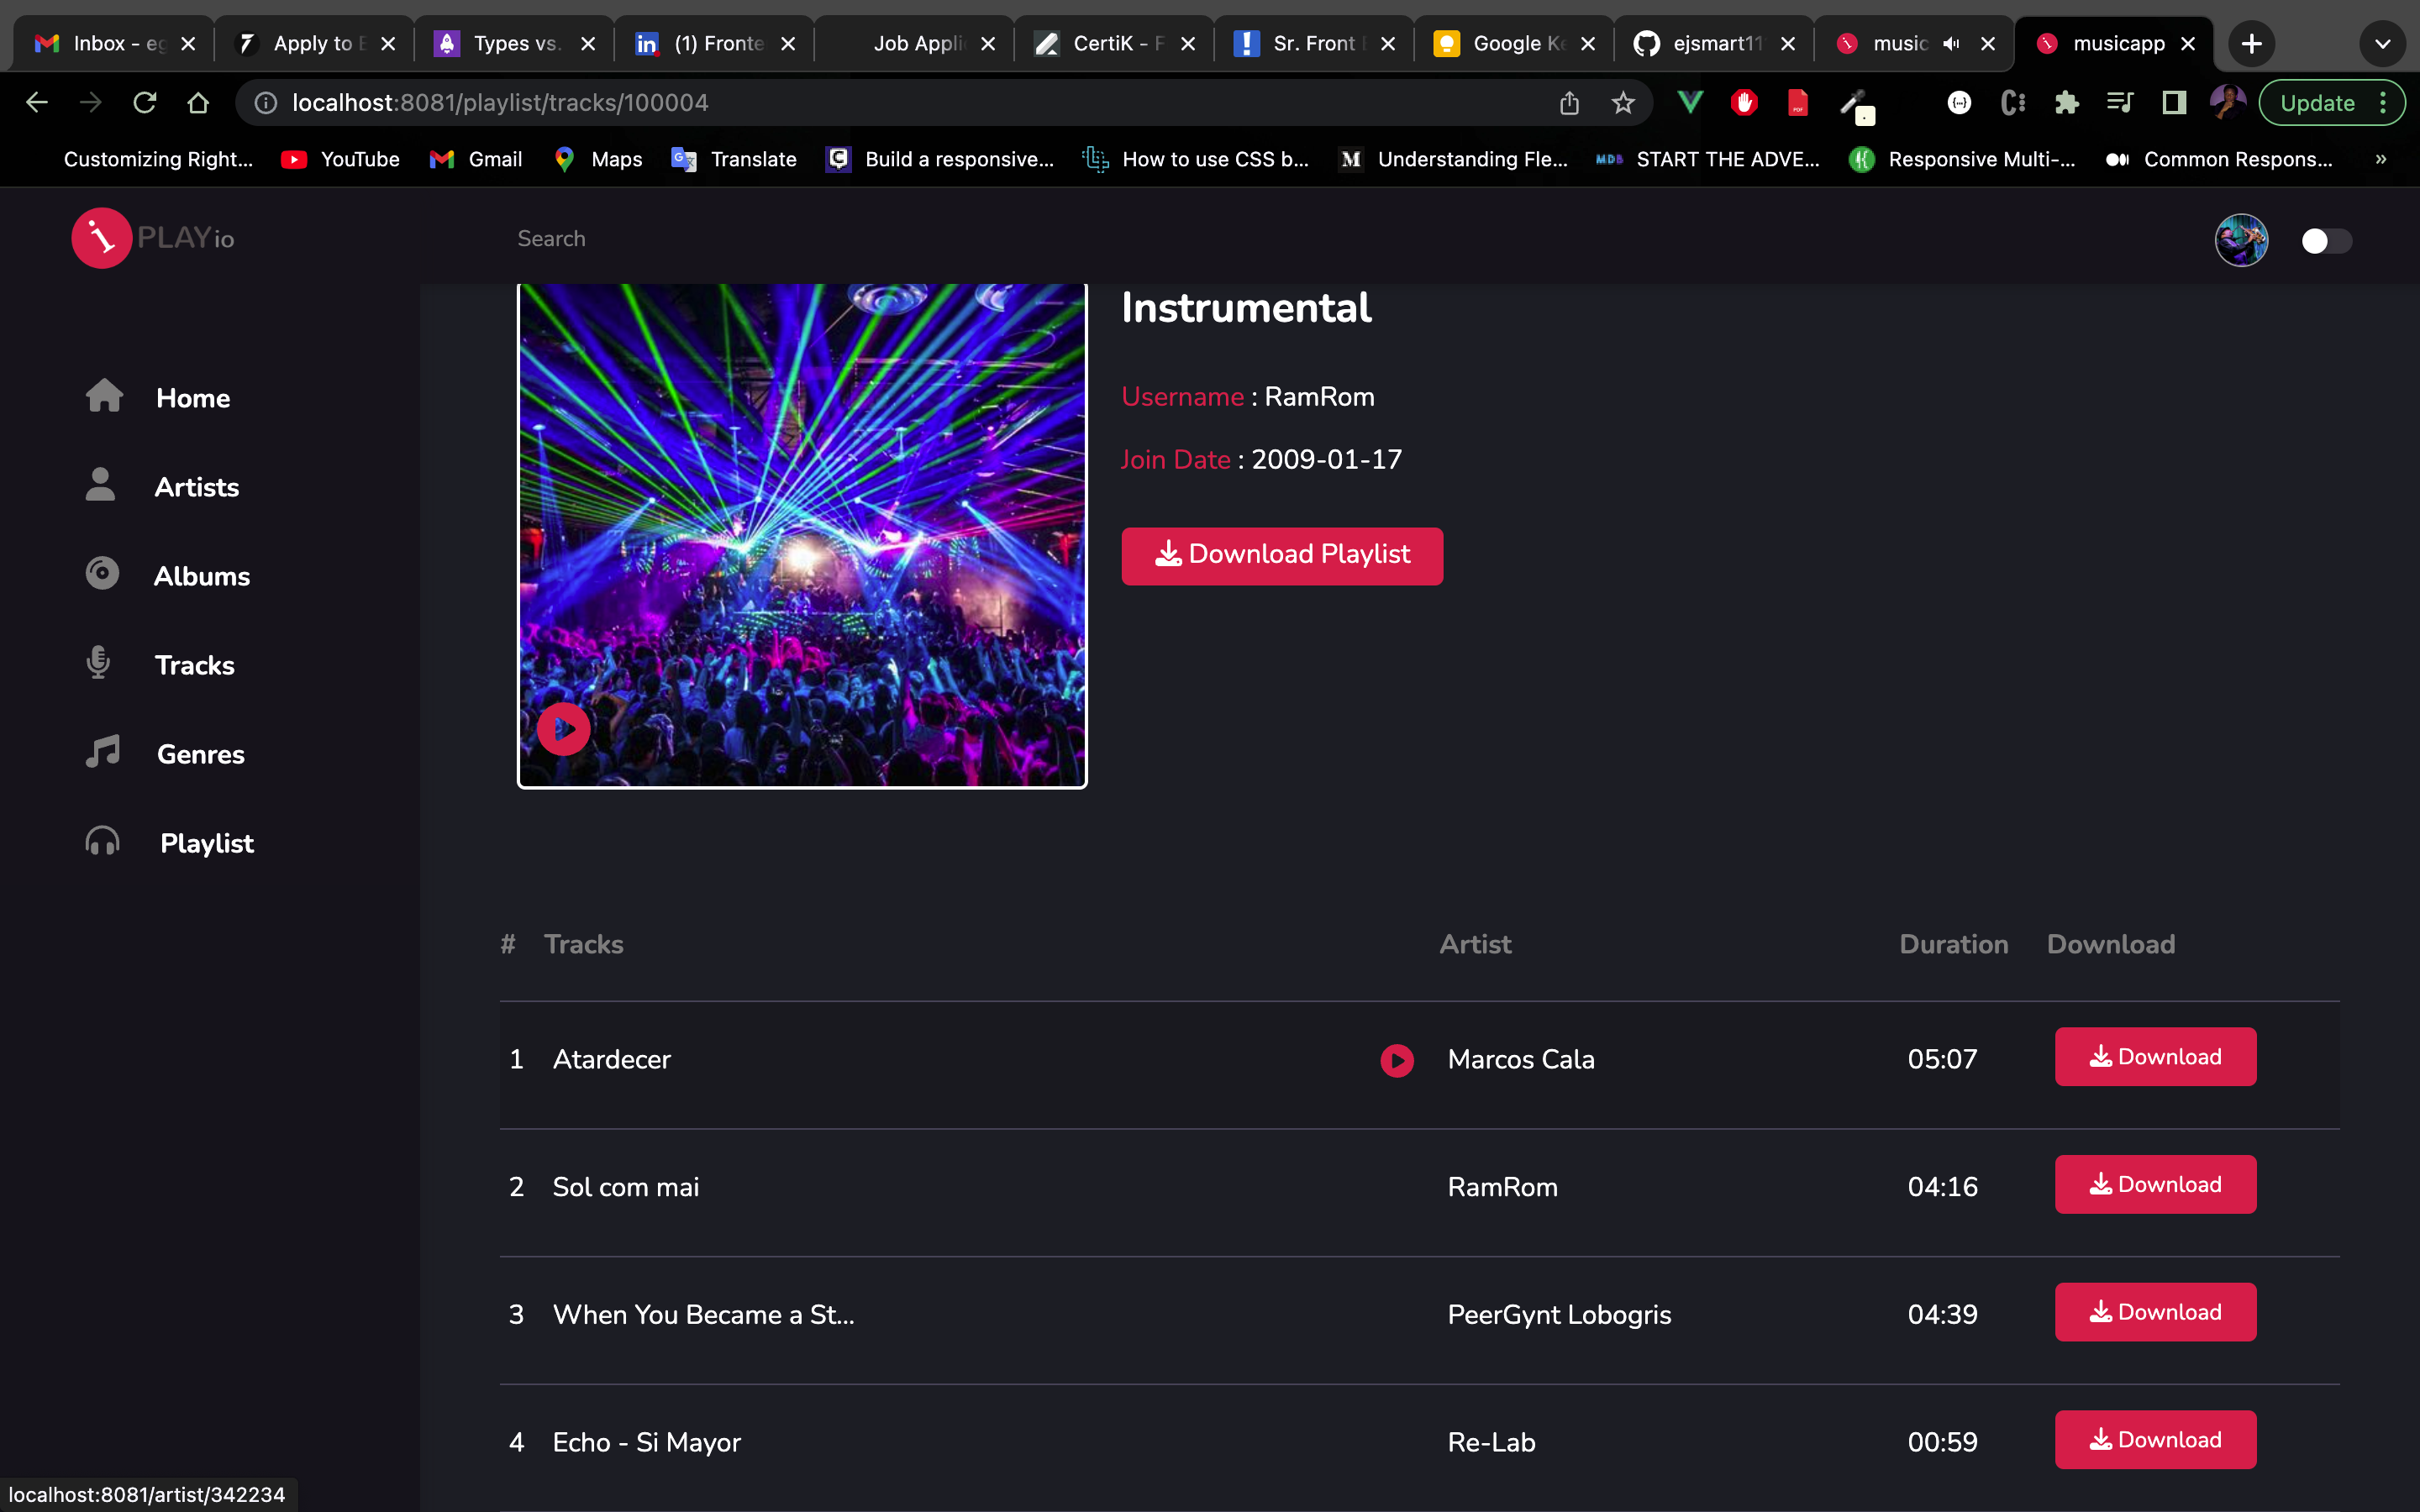 Inbox - eg
Apply to E
Types vs.
(1) Fronte
Job Appli
CertiK - F
Sr. Front E
Google Ke
ejsmart11
music
musicapp
localhost:8081/playlist/tracks/100004
Update
Customizing Right...
YouTube
Gmail
Maps
Translate
Build a responsive...
How to use CSS b...
Understanding Fle...
START THE ADVE...
Responsive Multi-...
Common Respons...
»
i PLAYio
Search
Home
Artists
Albums
Tracks
Genres
Playlist
Instrumental
Username : RamRom
Join Date : 2009-01-17
Download Playlist
# Tracks Artist Duration Download
1 Atardecer Marcos Cala 05:07 Download
2 Sol com mai RamRom 04:16 Download
3 When You Became a St... PeerGynt Lobogris 04:39 Download
4 Echo - Si Mayor Re-Lab 00:59 Download
localhost:8081/artist/342234